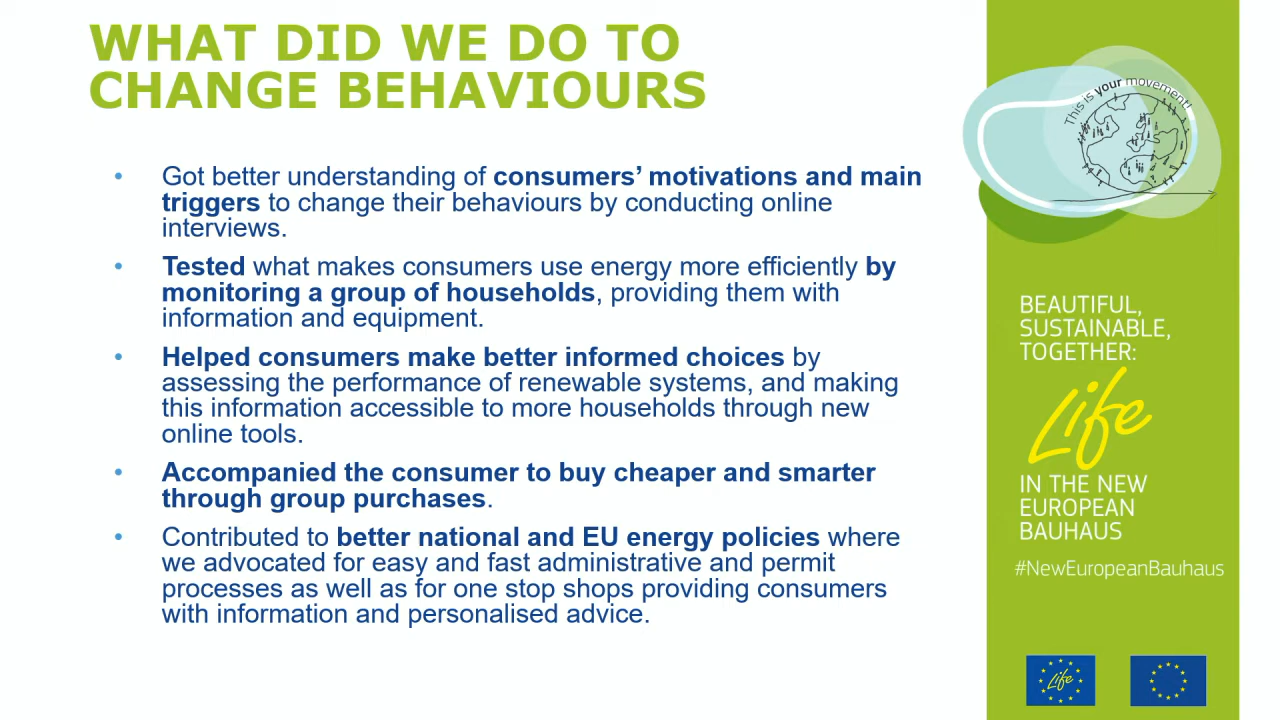 WHAT DID WE DO TO
CHANGE BEHAVIOURS
• Got better understanding of consumers’ motivations and main
triggers to change their behaviours by conducting online
interviews.
• Tested what makes consumers use energy more efficiently by
monitoring a group of households, providing them with
information and equipment.
• Helped consumers make better informed choices by
assessing the performance of renewable systems, and making
this information accessible to more households through new
online tools.
• Accompanied the consumer to buy cheaper and smarter
through group purchases.
• Contributed to better national and EU energy policies where
we advocated for easy and fast administrative and permit
processes as well as for one stop shops providing consumers
with information and personalised advice.
This is your movement!
BEAUTIFUL,
SUSTAINABLE,
TOGETHER:
Life
IN THE NEW
EUROPEAN
BAUHAUS
#NewEuropeanBauhaus
Life